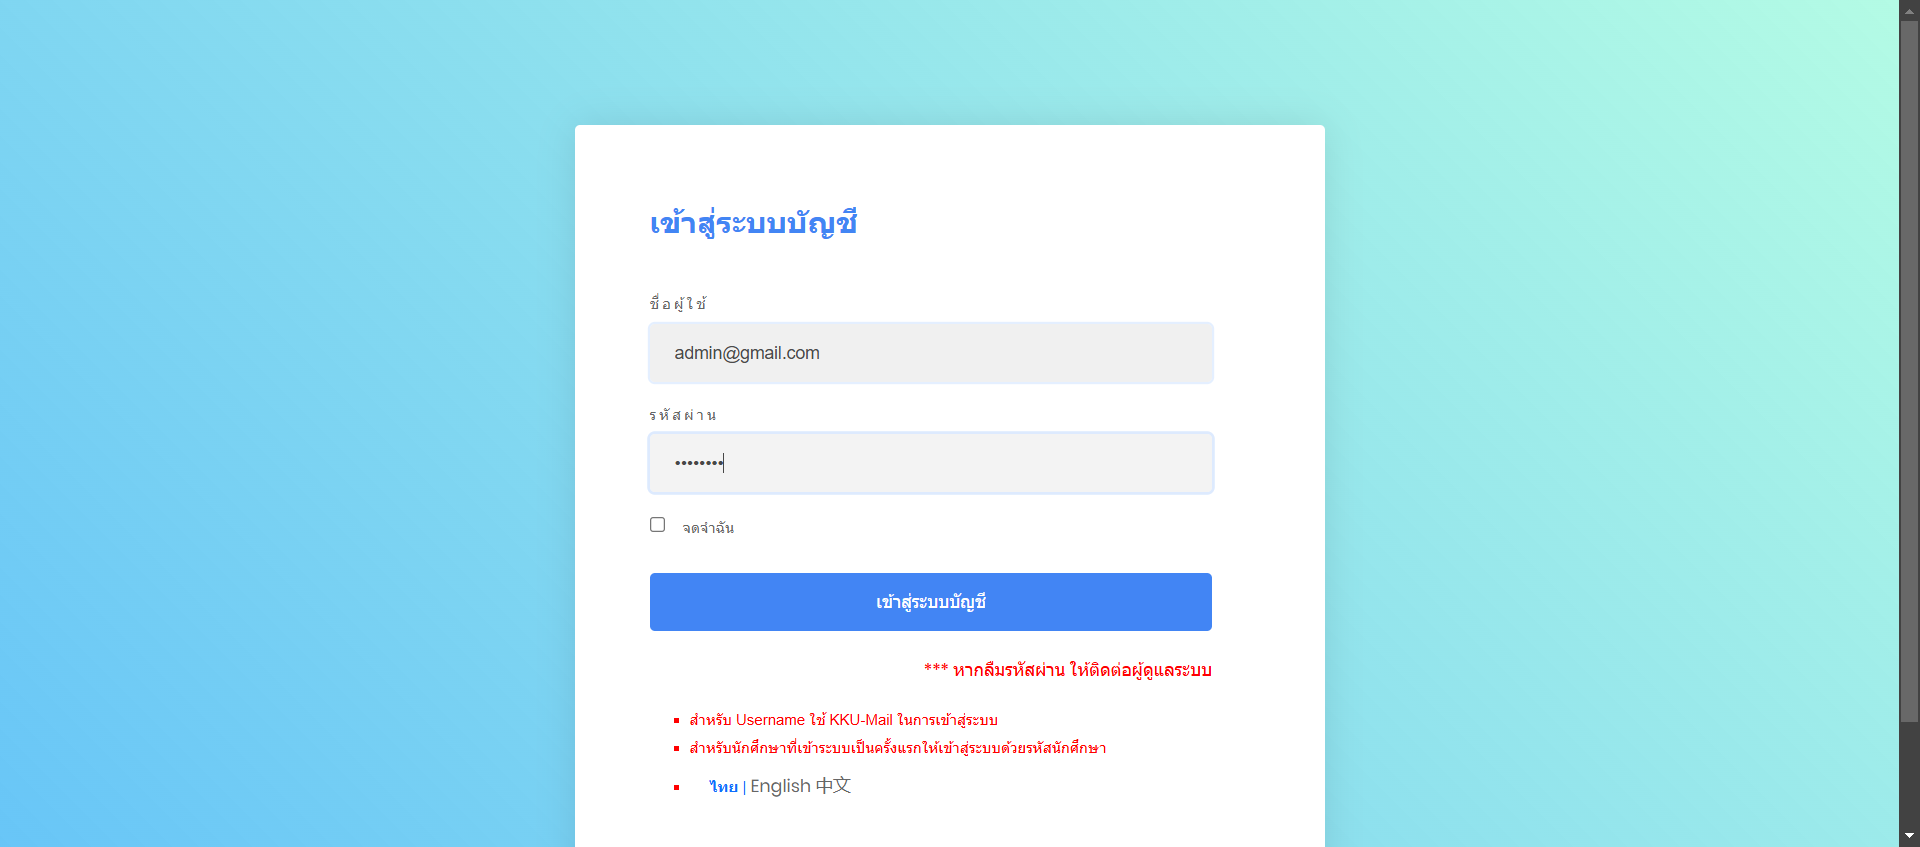 เข้าสู่ระบบบัญชี
ชื่อผู้ใช้
admin@gmail.com
รหัสผ่าน
••••••••
จดจำฉัน
เข้าสู่ระบบบัญชี
*** หากลืมรหัสผ่าน ให้ติดต่อผู้ดูแลระบบ
สำหรับ Username ใช้ KKU-Mail ในการเข้าสู่ระบบ
สำหรับนักศึกษาที่เข้าระบบเป็นครั้งแรกให้เข้าสู่ระบบด้วยรหัสนักศึกษา
ไทย | English 中文